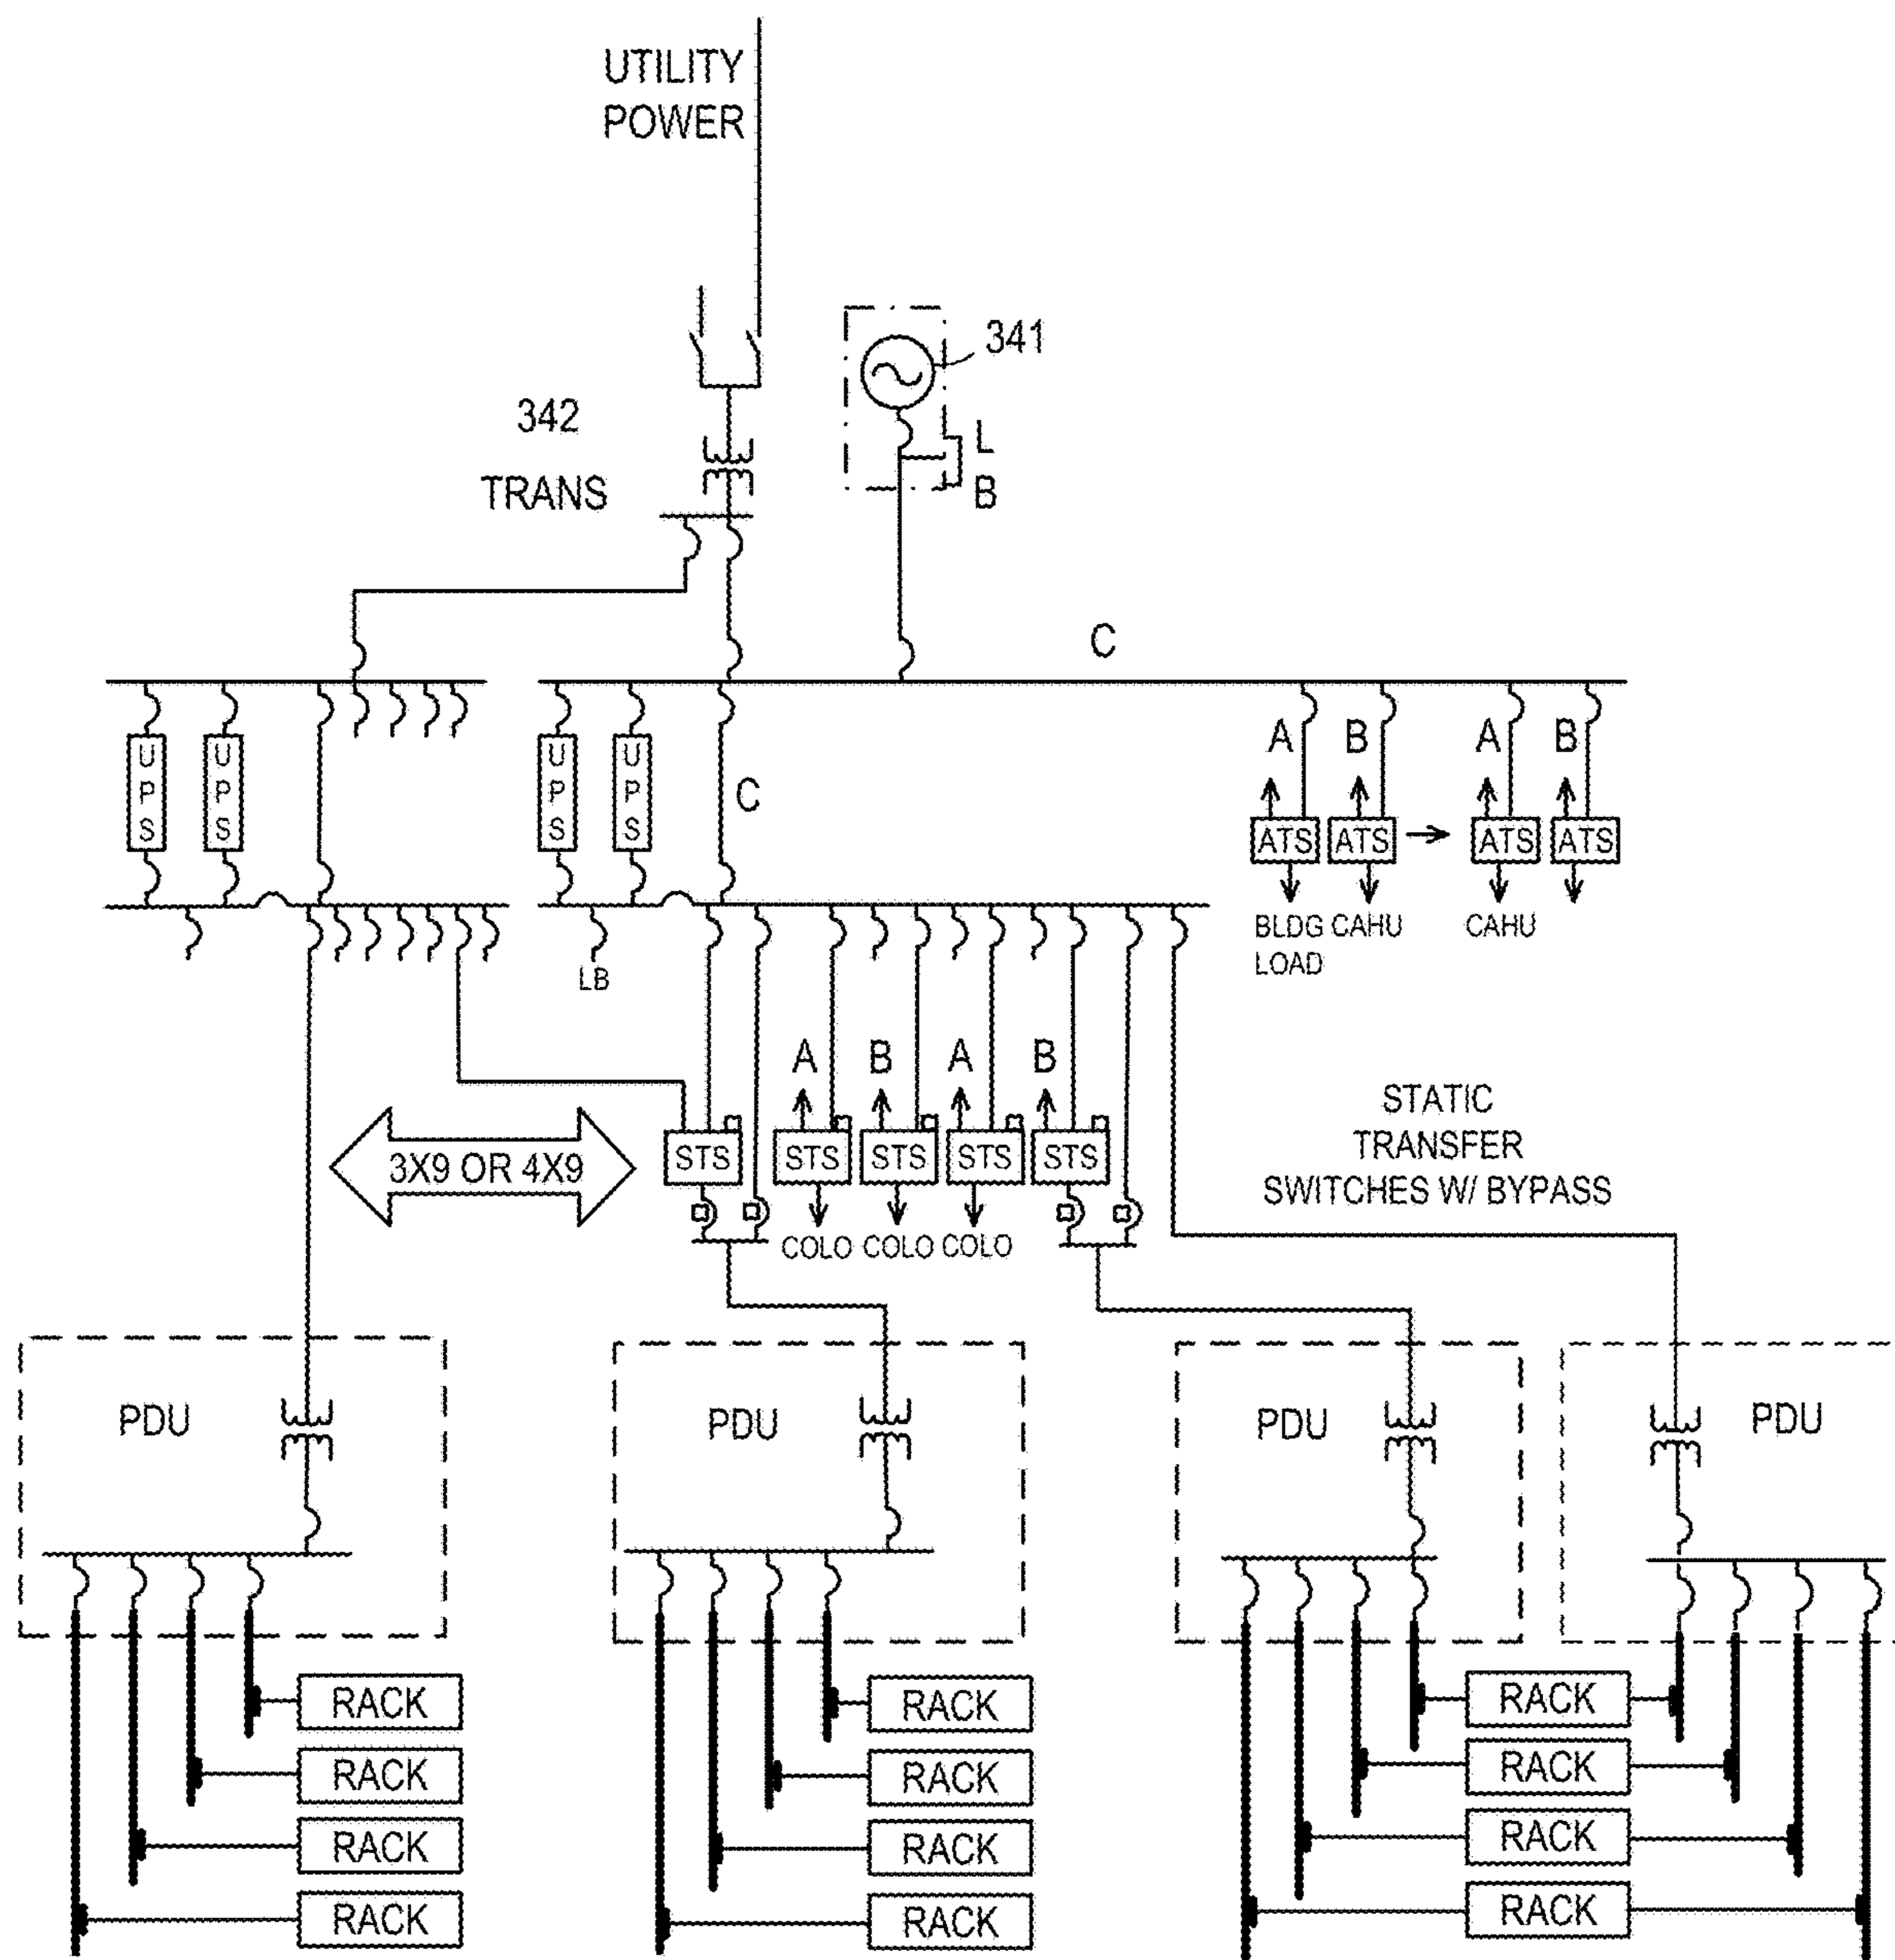 UTILITY
POWER
341
342
TRANS
L
B
C
U
P
S
U
P
S
U
P
S
U
P
S
C
A
B
A
B
ATS
ATS
ATS
ATS
BLDG
LOAD
CAHU
CAHU
LB
A
B
A
B
STATIC
TRANSFER
SWITCHES W/ BYPASS
3X9 OR 4X9
STS
STS
STS
STS
STS
COLO
COLO
COLO
PDU
PDU
PDU
PDU
RACK
RACK
RACK
RACK
RACK
RACK
RACK
RACK
RACK
RACK
RACK
RACK